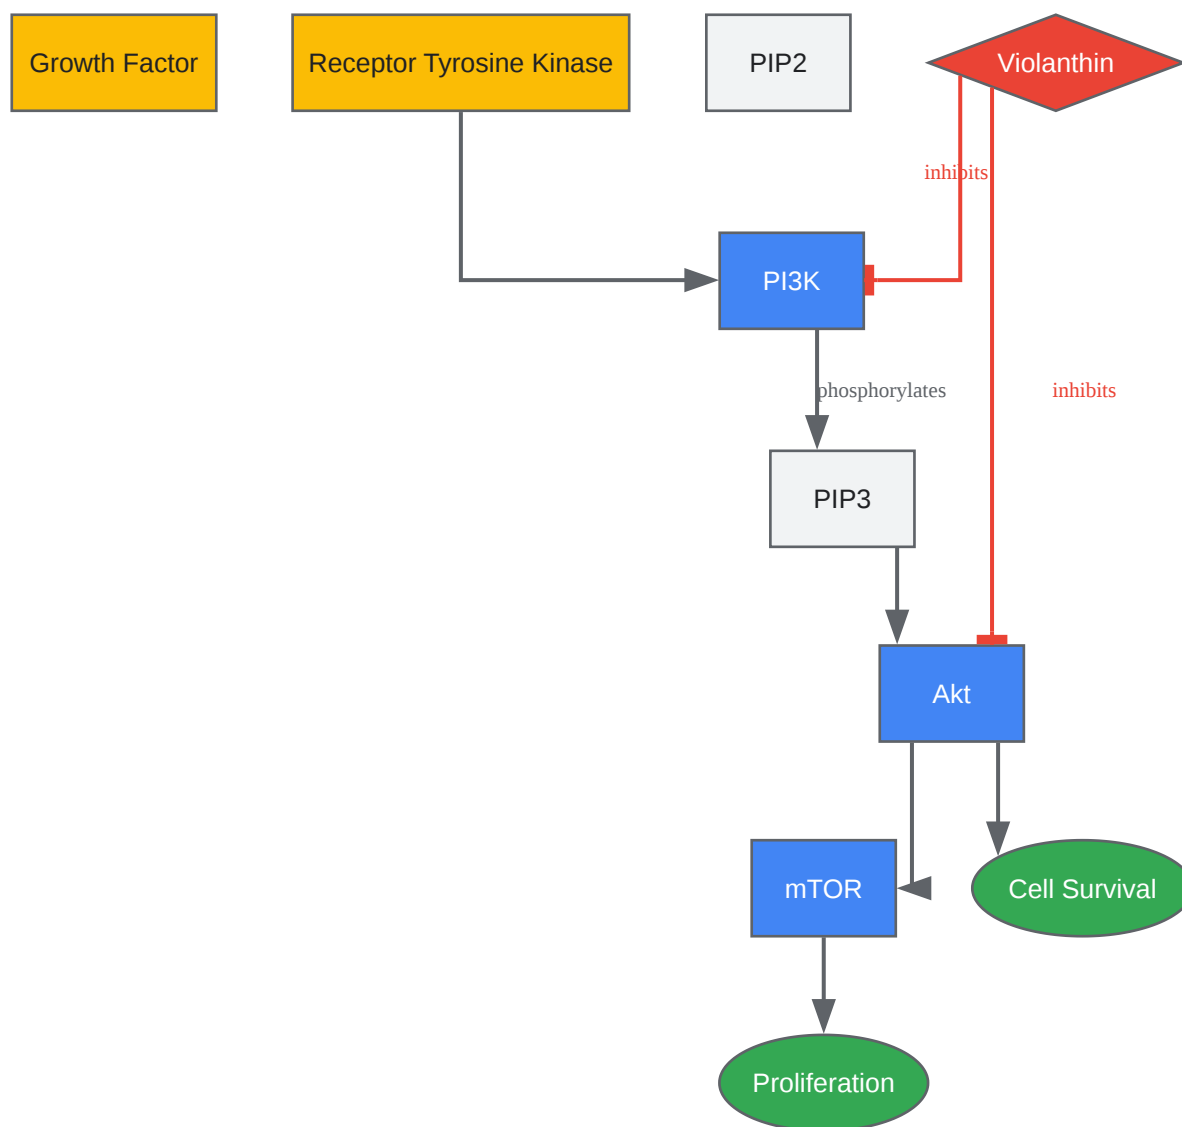 Growth Factor
Receptor Tyrosine Kinase
PIP2
Violanthin
inhibits
PI3K
phosphorylates
inhibits
PIP3
Akt
mTOR
Cell Survival
Proliferation